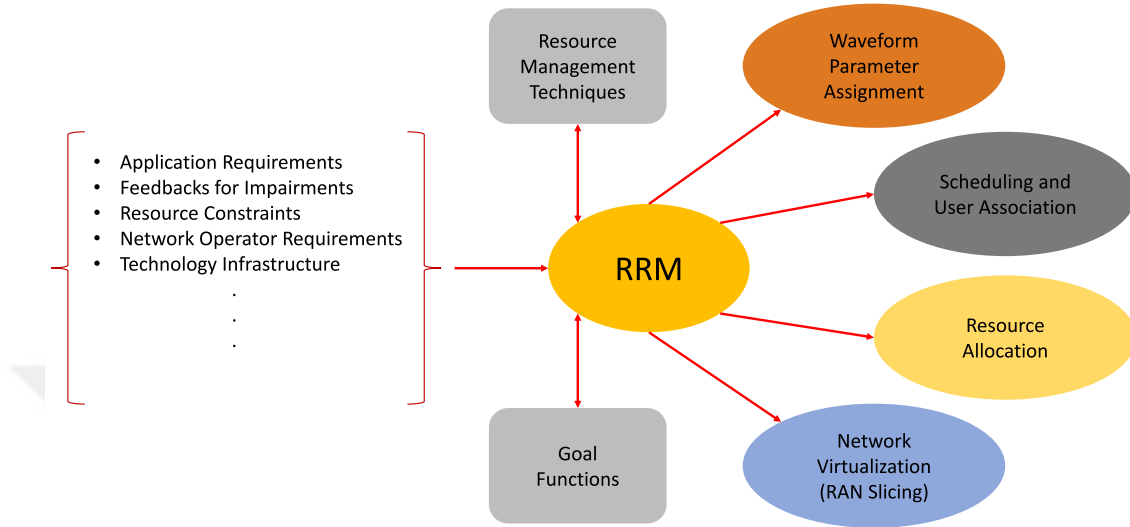 Resource
Management
Techniques
Waveform
Parameter
Assignment
• Application Requirements
• Feedbacks for Impairments
• Resource Constraints
• Network Operator Requirements
• Technology Infrastructure
.
.
.
Scheduling and
User Association
RRM
Resource
Allocation
Goal
Functions
Network
Virtualization
(RAN Slicing)